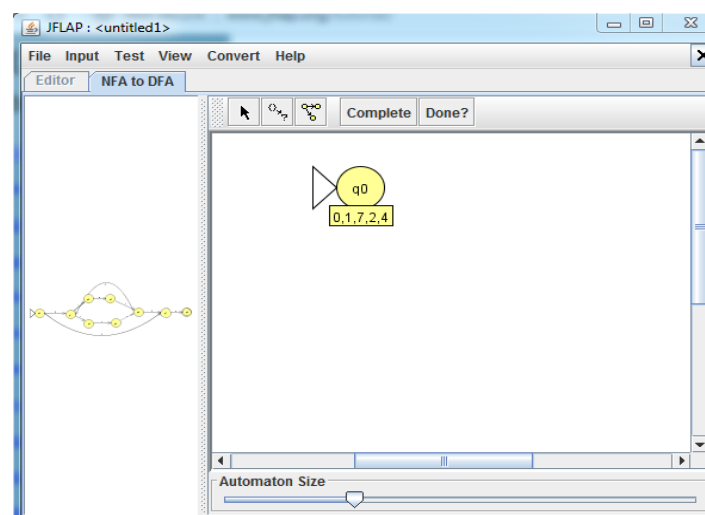 JFLAP : <untitled1>
File Input Test View Convert Help
Editor NFA to DFA
Complete Done?
q0
0,1,7,2,4
Automaton Size